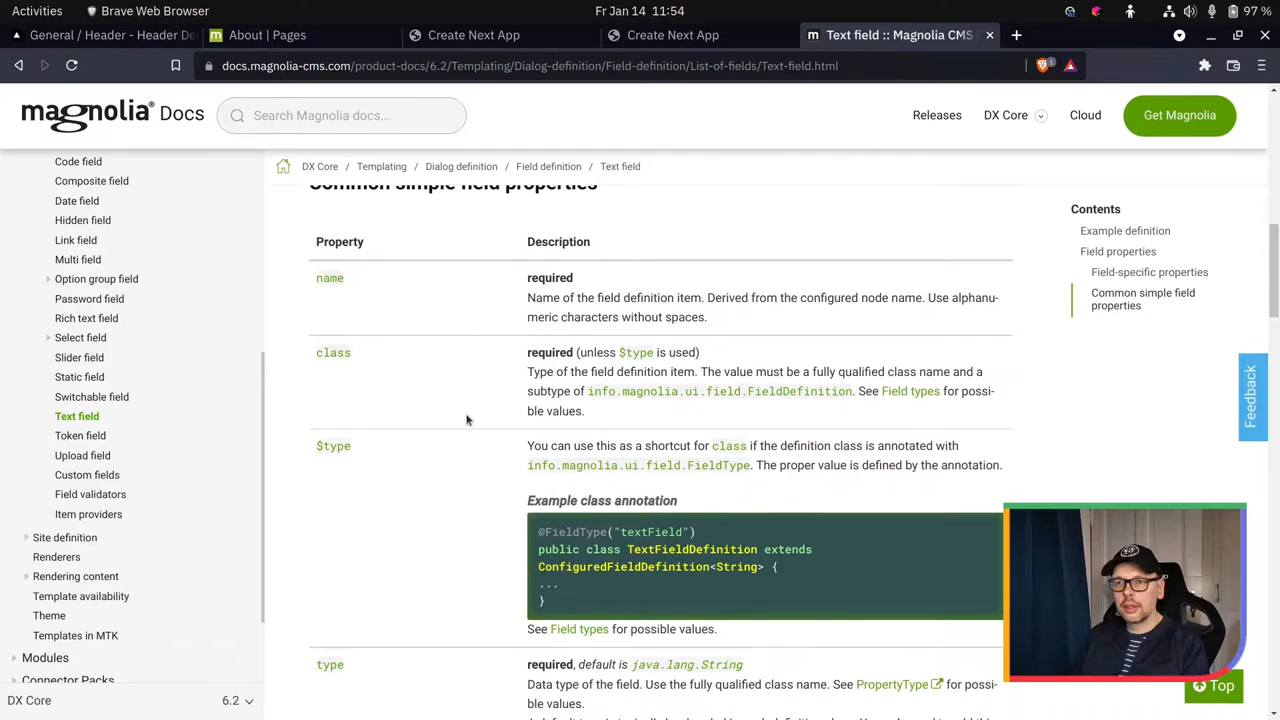 Activities
Brave Web Browser
Fr Jan 14 11:54
97 %
General / Header - Header De
About | Pages
Create Next App
Create Next App
Text field :: Magnolia CMS
docs.magnolia-cms.com/product-docs/6.2/Templating/Dialog-definition/Field-definition/List-of-fields/Text-field.html
1
magnolia® Docs
Search Magnolia docs...
Releases
DX Core
Cloud
Get Magnolia
DX Core / Templating / Dialog definition / Field definition / Text field
Code field
Composite field
Date field
Hidden field
Link field
Multi field
Option group field
Password field
Rich text field
Select field
Slider field
Static field
Switchable field
Text field
Token field
Upload field
Custom fields
Field validators
Item providers
Site definition
Renderers
Rendering content
Template availability
Theme
Templates in MTK
Modules
Connector Packs
DX Core
6.2
Common simple field properties
Property
Description
name
required
Name of the field definition item. Derived from the configured node name. Use alphanu-
meric characters without spaces.
class
required (unless $type is used)
Type of the field definition item. The value must be a fully qualified class name and a
subtype of info.magnolia.ui.field.FieldDefinition. See Field types for possi-
ble values.
$type
You can use this as a shortcut for class if the definition class is annotated with
info.magnolia.ui.field.FieldType. The proper value is defined by the annotation.
Example class annotation
@FieldType("textField")
public class TextFieldDefinition extends
ConfiguredFieldDefinition<String> {
...
}
See Field types for possible values.
type
required, default is java.lang.String
Data type of the field. Use the fully qualified class name. See PropertyType for possi-
ble values.
Contents
Example definition
Field properties
Field-specific properties
Common simple field
properties
Feedback
Top